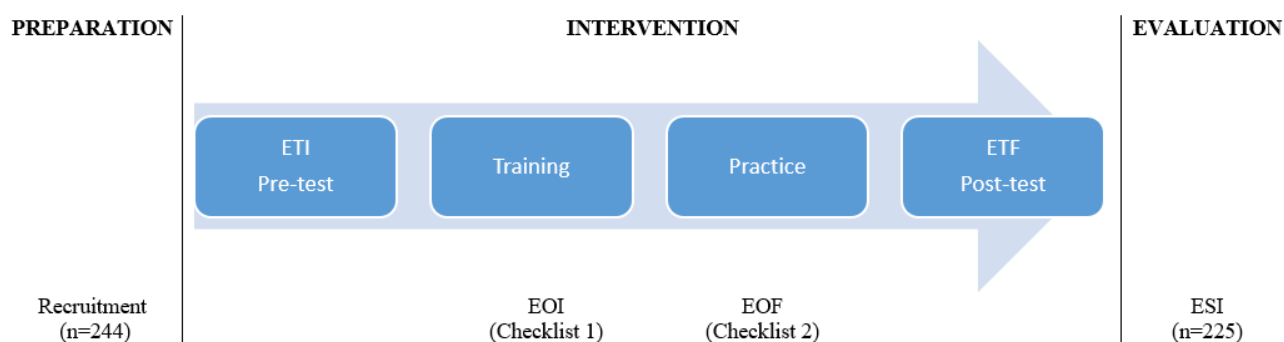 PREPARATION
INTERVENTION
EVALUATION
ETI
Pre-test
Training
Practice
ETF
Post-test
Recruitment
(n=244)
EOI
(Checklist 1)
EOF
(Checklist 2)
ESI
(n=225)